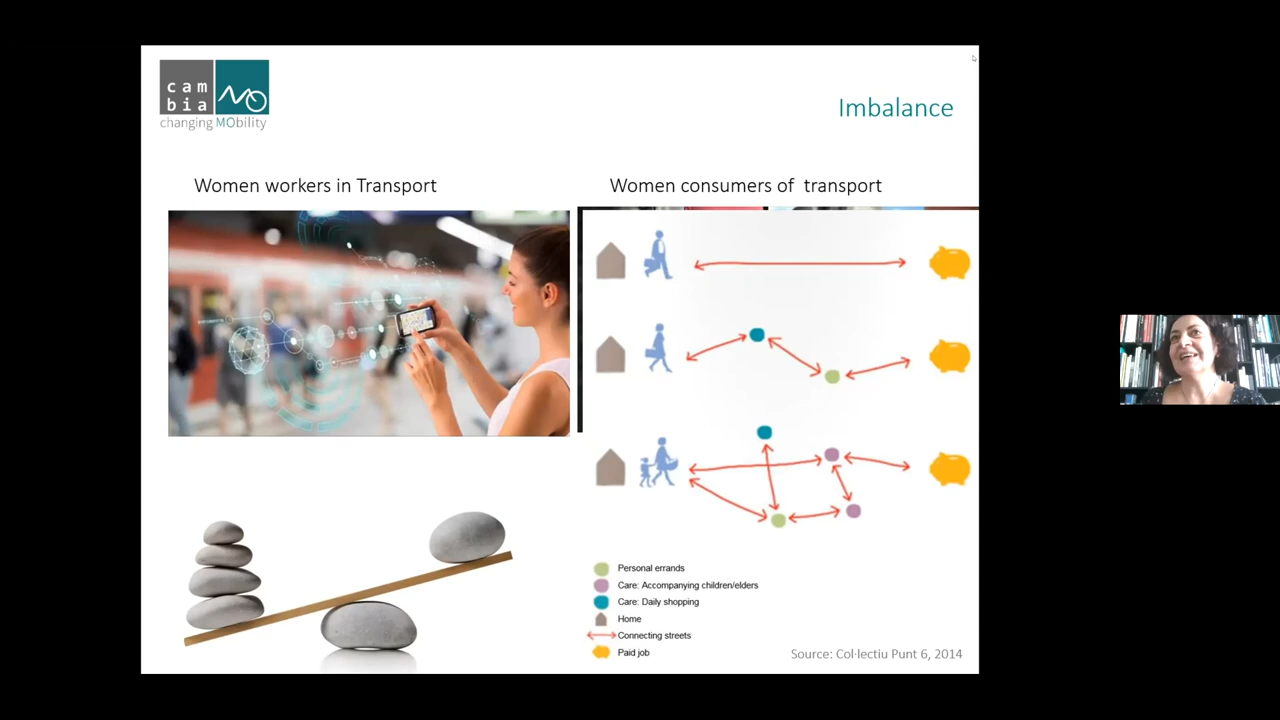 cam
bia
MO
changing MObility
Imbalance
Women workers in Transport
Women consumers of transport
Personal errands
Care: Accompanying children/elders
Care: Daily shopping
Home
Connecting streets
Paid job
Source: Col·lectiu Punt 6, 2014